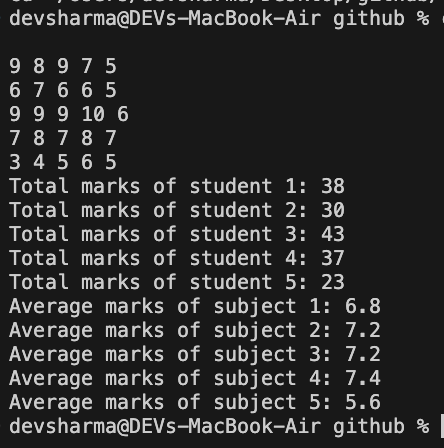 devsharma@DEVs-MacBook-Air github %
9 8 9 7 5
6 7 6 6 5
9 9 9 10 6
7 8 7 8 7
3 4 5 6 5
Total marks of student 1: 38
Total marks of student 2: 30
Total marks of student 3: 43
Total marks of student 4: 37
Total marks of student 5: 23
Average marks of subject 1: 6.8
Average marks of subject 2: 7.2
Average marks of subject 3: 7.2
Average marks of subject 4: 7.4
Average marks of subject 5: 5.6
devsharma@DEVs-MacBook-Air github %